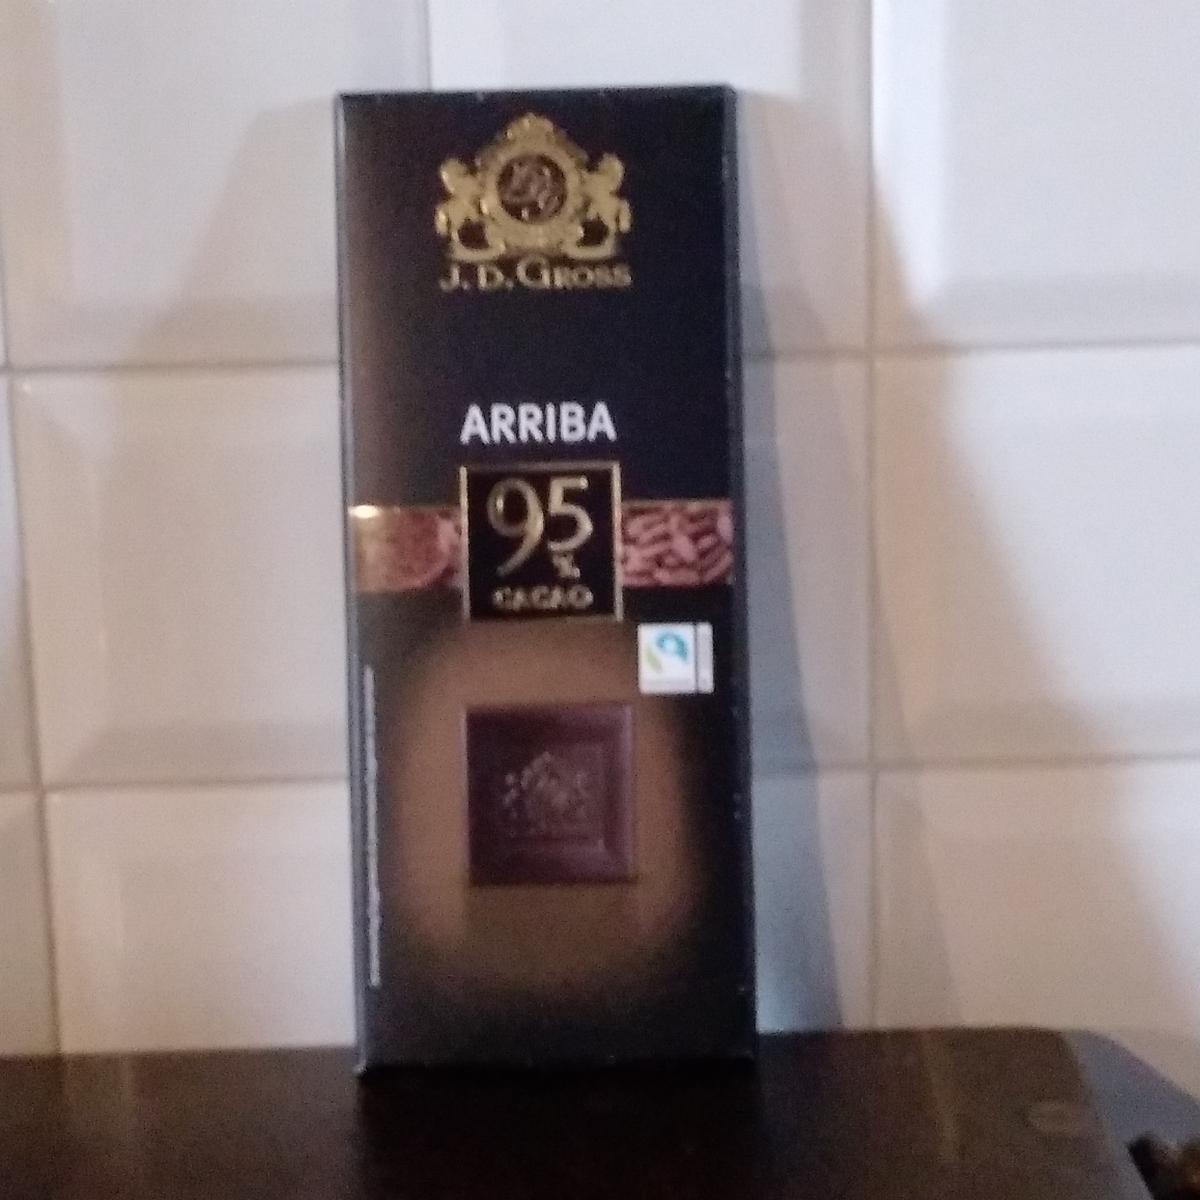 J. D. GROSS
ARRIBA
95
%
CACAO